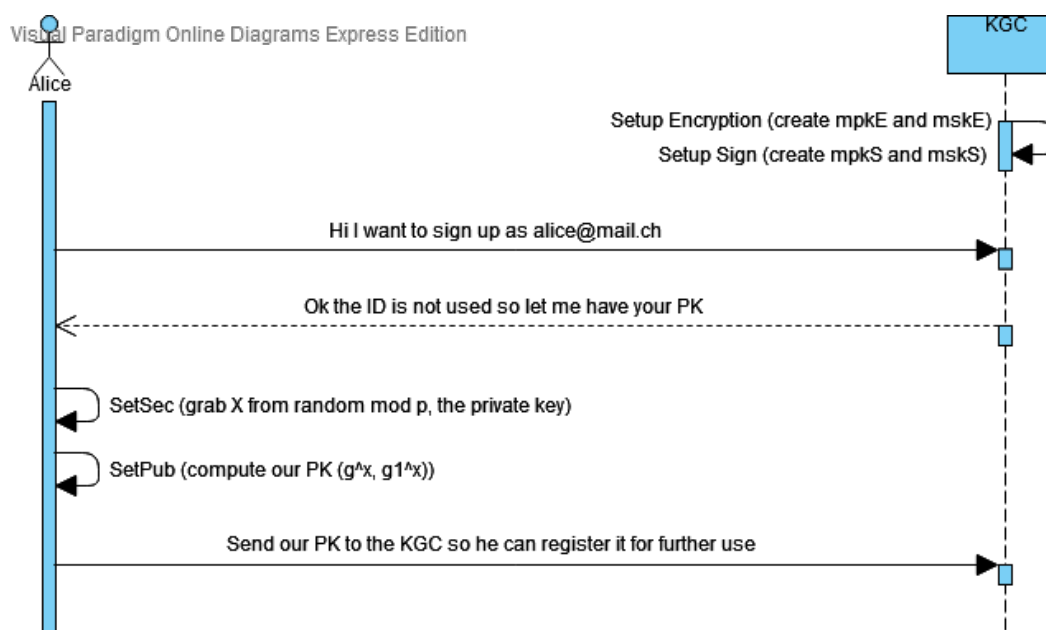 Visual Paradigm Online Diagrams Express Edition
KGC
Alice
Setup Encryption (create mpkE and mskE)
Setup Sign (create mpkS and mskS)
Hi I want to sign up as alice@mail.ch
Ok the ID is not used so let me have your PK
SetSec (grab X from random mod p, the private key)
SetPub (compute our PK (g^x, g1^x))
Send our PK to the KGC so he can register it for further use